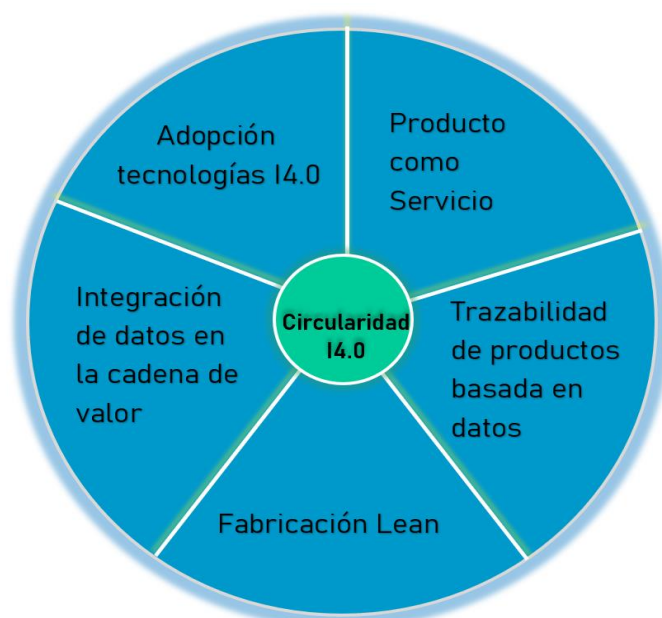 Adopción
tecnologías I4.0
Producto
como
Servicio
Integración
de datos en
la cadena de
valor
Circularidad
I4.0
Trazabilidad
de productos
basada en
datos
Fabricación Lean